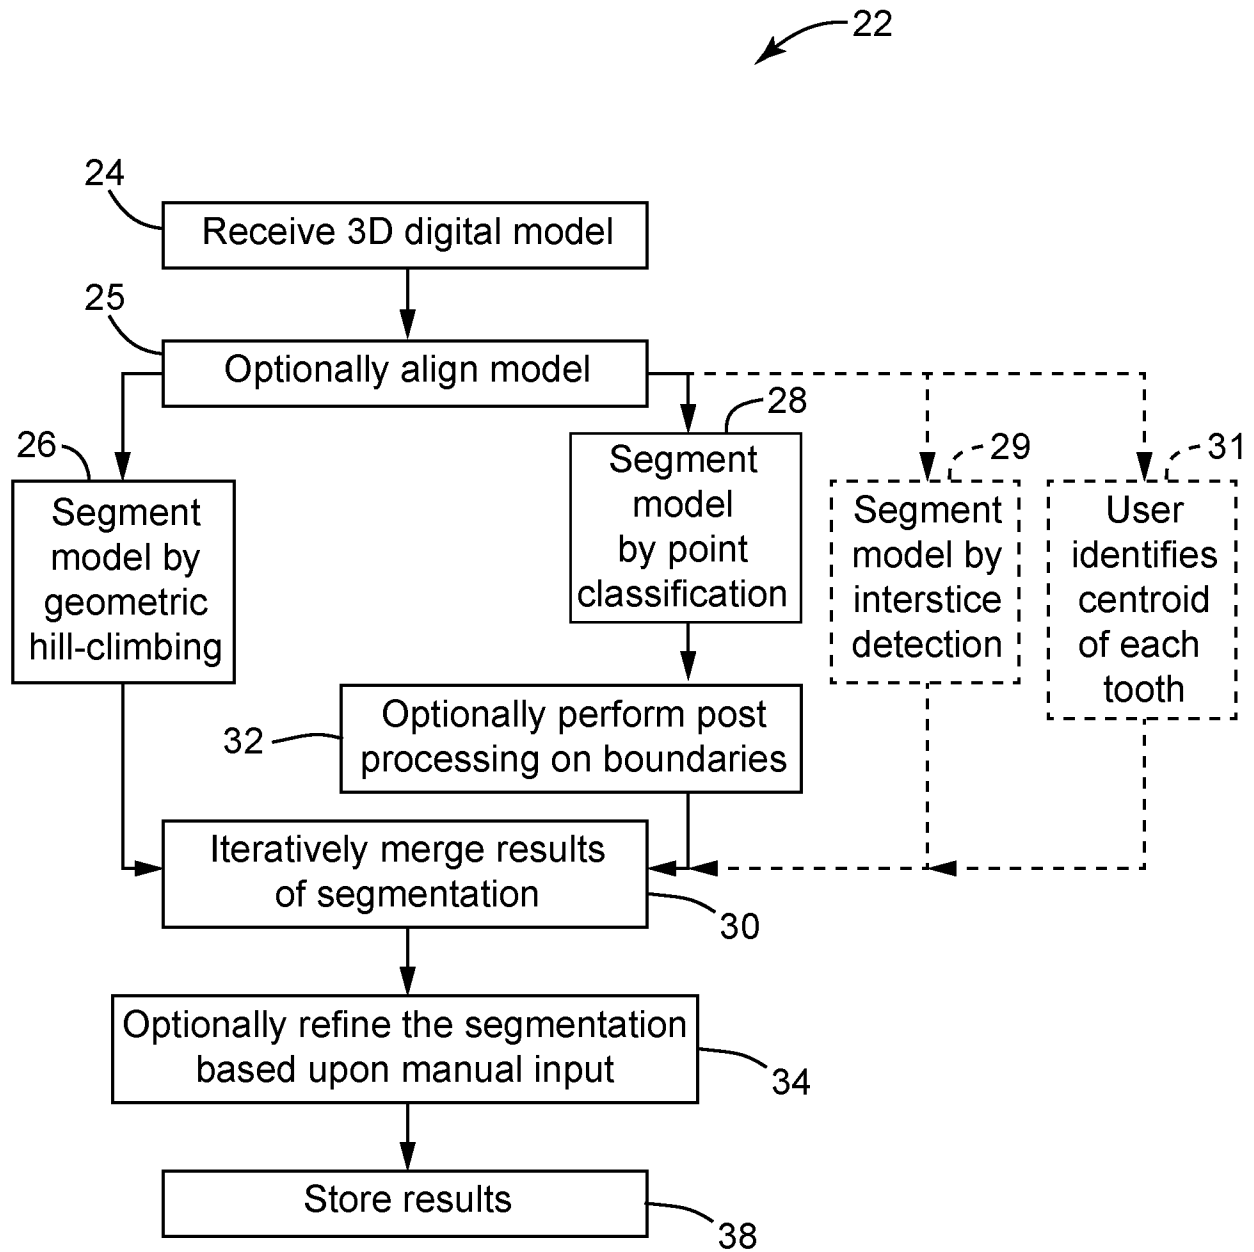 22
24
Receive 3D digital model
25
Optionally align model
26
Segment
model by
geometric
hill-climbing
28
Segment
model
by point
classification
29
Segment
model by
interstice
detection
31
User
identifies
centroid
of each
tooth
32
Optionally perform post
processing on boundaries
Iteratively merge results
of segmentation
30
Optionally refine the segmentation
based upon manual input
34
Store results
38